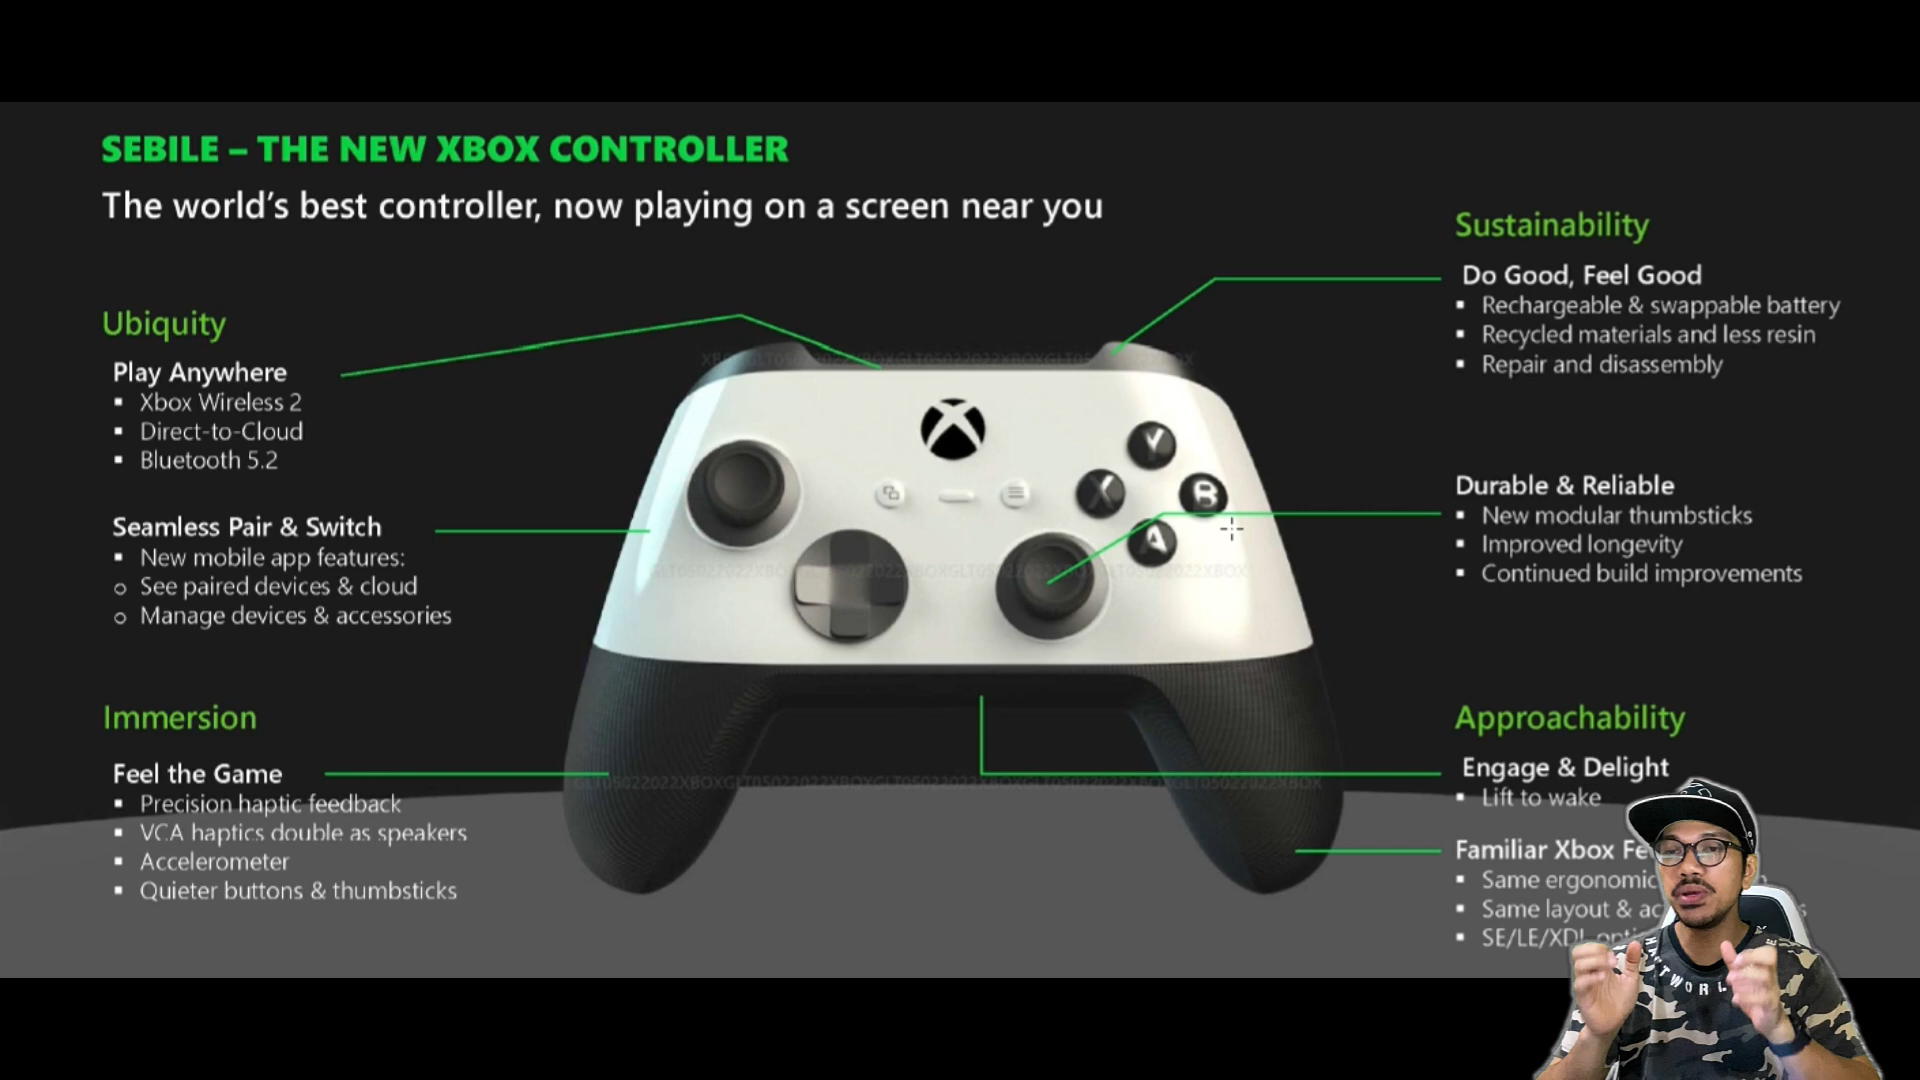 SEBILE – THE NEW XBOX CONTROLLER
The world's best controller, now playing on a screen near you
Ubiquity
Play Anywhere
▪ Xbox Wireless 2
▪ Direct-to-Cloud
▪ Bluetooth 5.2
Seamless Pair & Switch
▪ New mobile app features:
o See paired devices & cloud
o Manage devices & accessories
Immersion
Feel the Game
▪ Precision haptic feedback
▪ VCA haptics double as speakers
▪ Accelerometer
▪ Quieter buttons & thumbsticks
Y
X
B
A
Sustainability
Do Good, Feel Good
▪ Rechargeable & swappable battery
▪ Recycled materials and less resin
▪ Repair and disassembly
Durable & Reliable
▪ New modular thumbsticks
▪ Improved longevity
▪ Continued build improvements
Approachability
Engage & Delight
▪ Lift to wake
Familiar Xbox
▪ Same
▪ Same layout &
▪ SE/LE/XDL